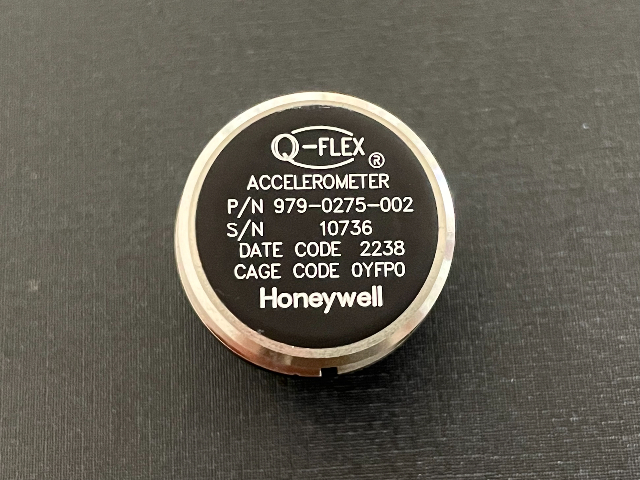 Q-FLEX ®
ACCELEROMETER
P/N 979-0275-002
S/N 10736
DATE CODE 2238
CAGE CODE 0YFP0
Honeywell